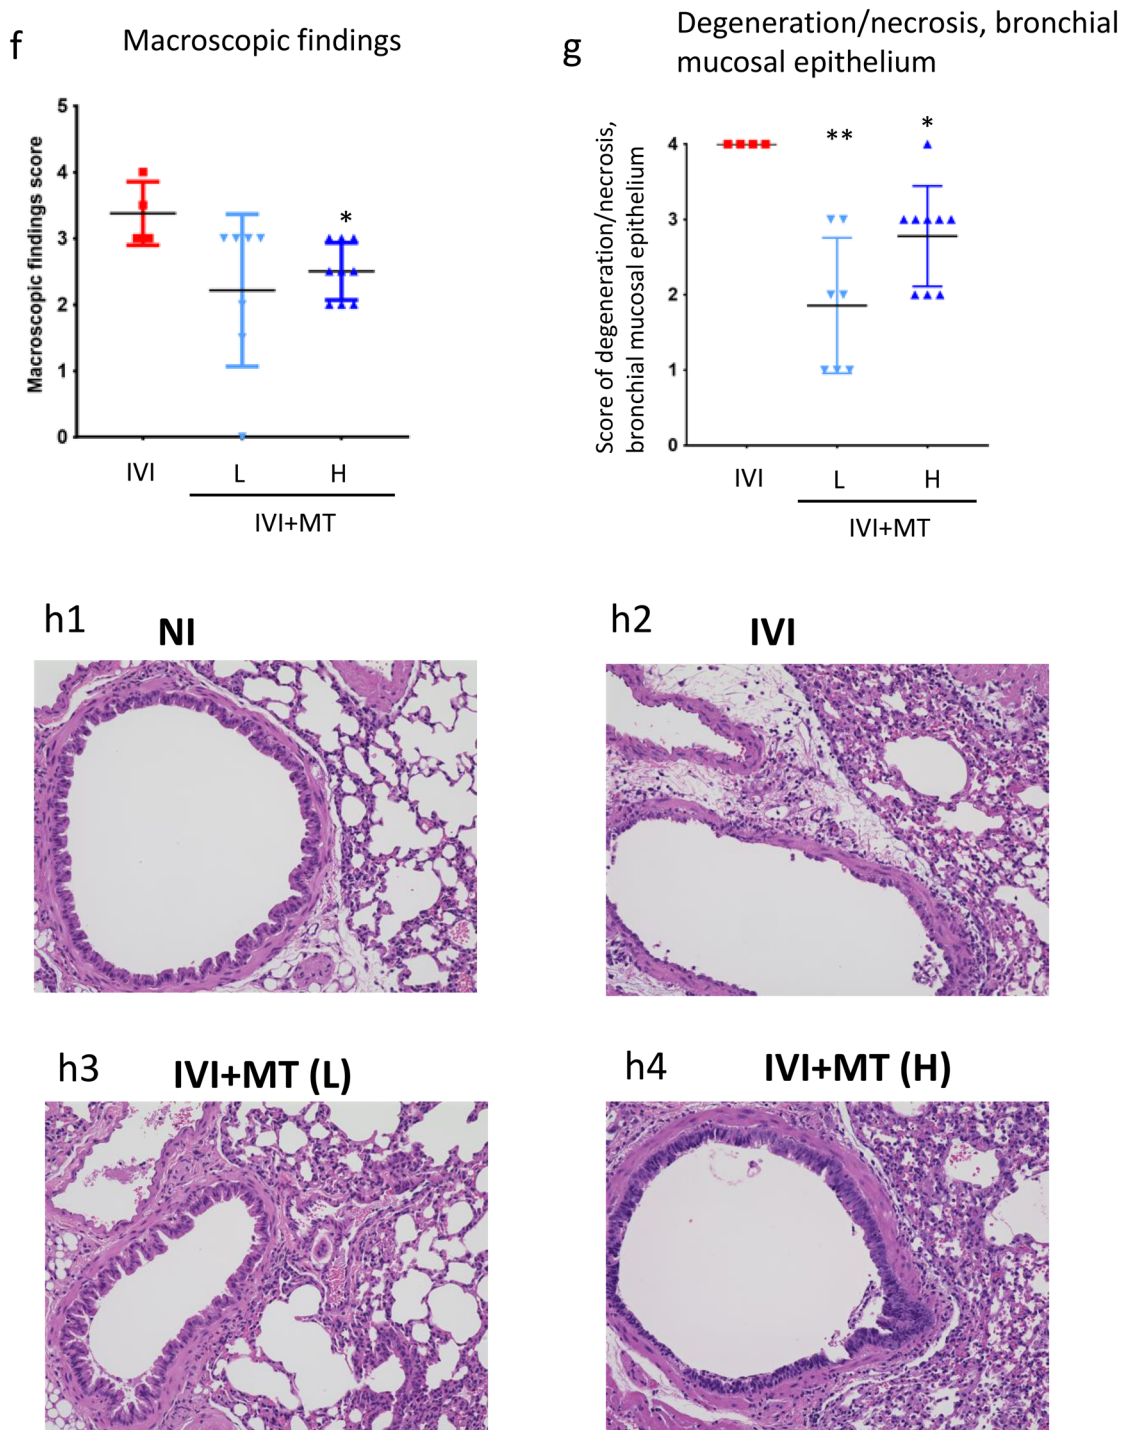 f
Macroscopic findings
Macroscopic findings score
5
4
3
2
1
0
*
IVI
L
H
IVI+MT
g
Degeneration/necrosis, bronchial
mucosal epithelium
Score of degeneration/necrosis,
bronchial mucosal epithelium
4
3
2
1
0
**
*
IVI
L
H
IVI+MT
h1
NI
h2
IVI
h3
IVI+MT (L)
h4
IVI+MT (H)